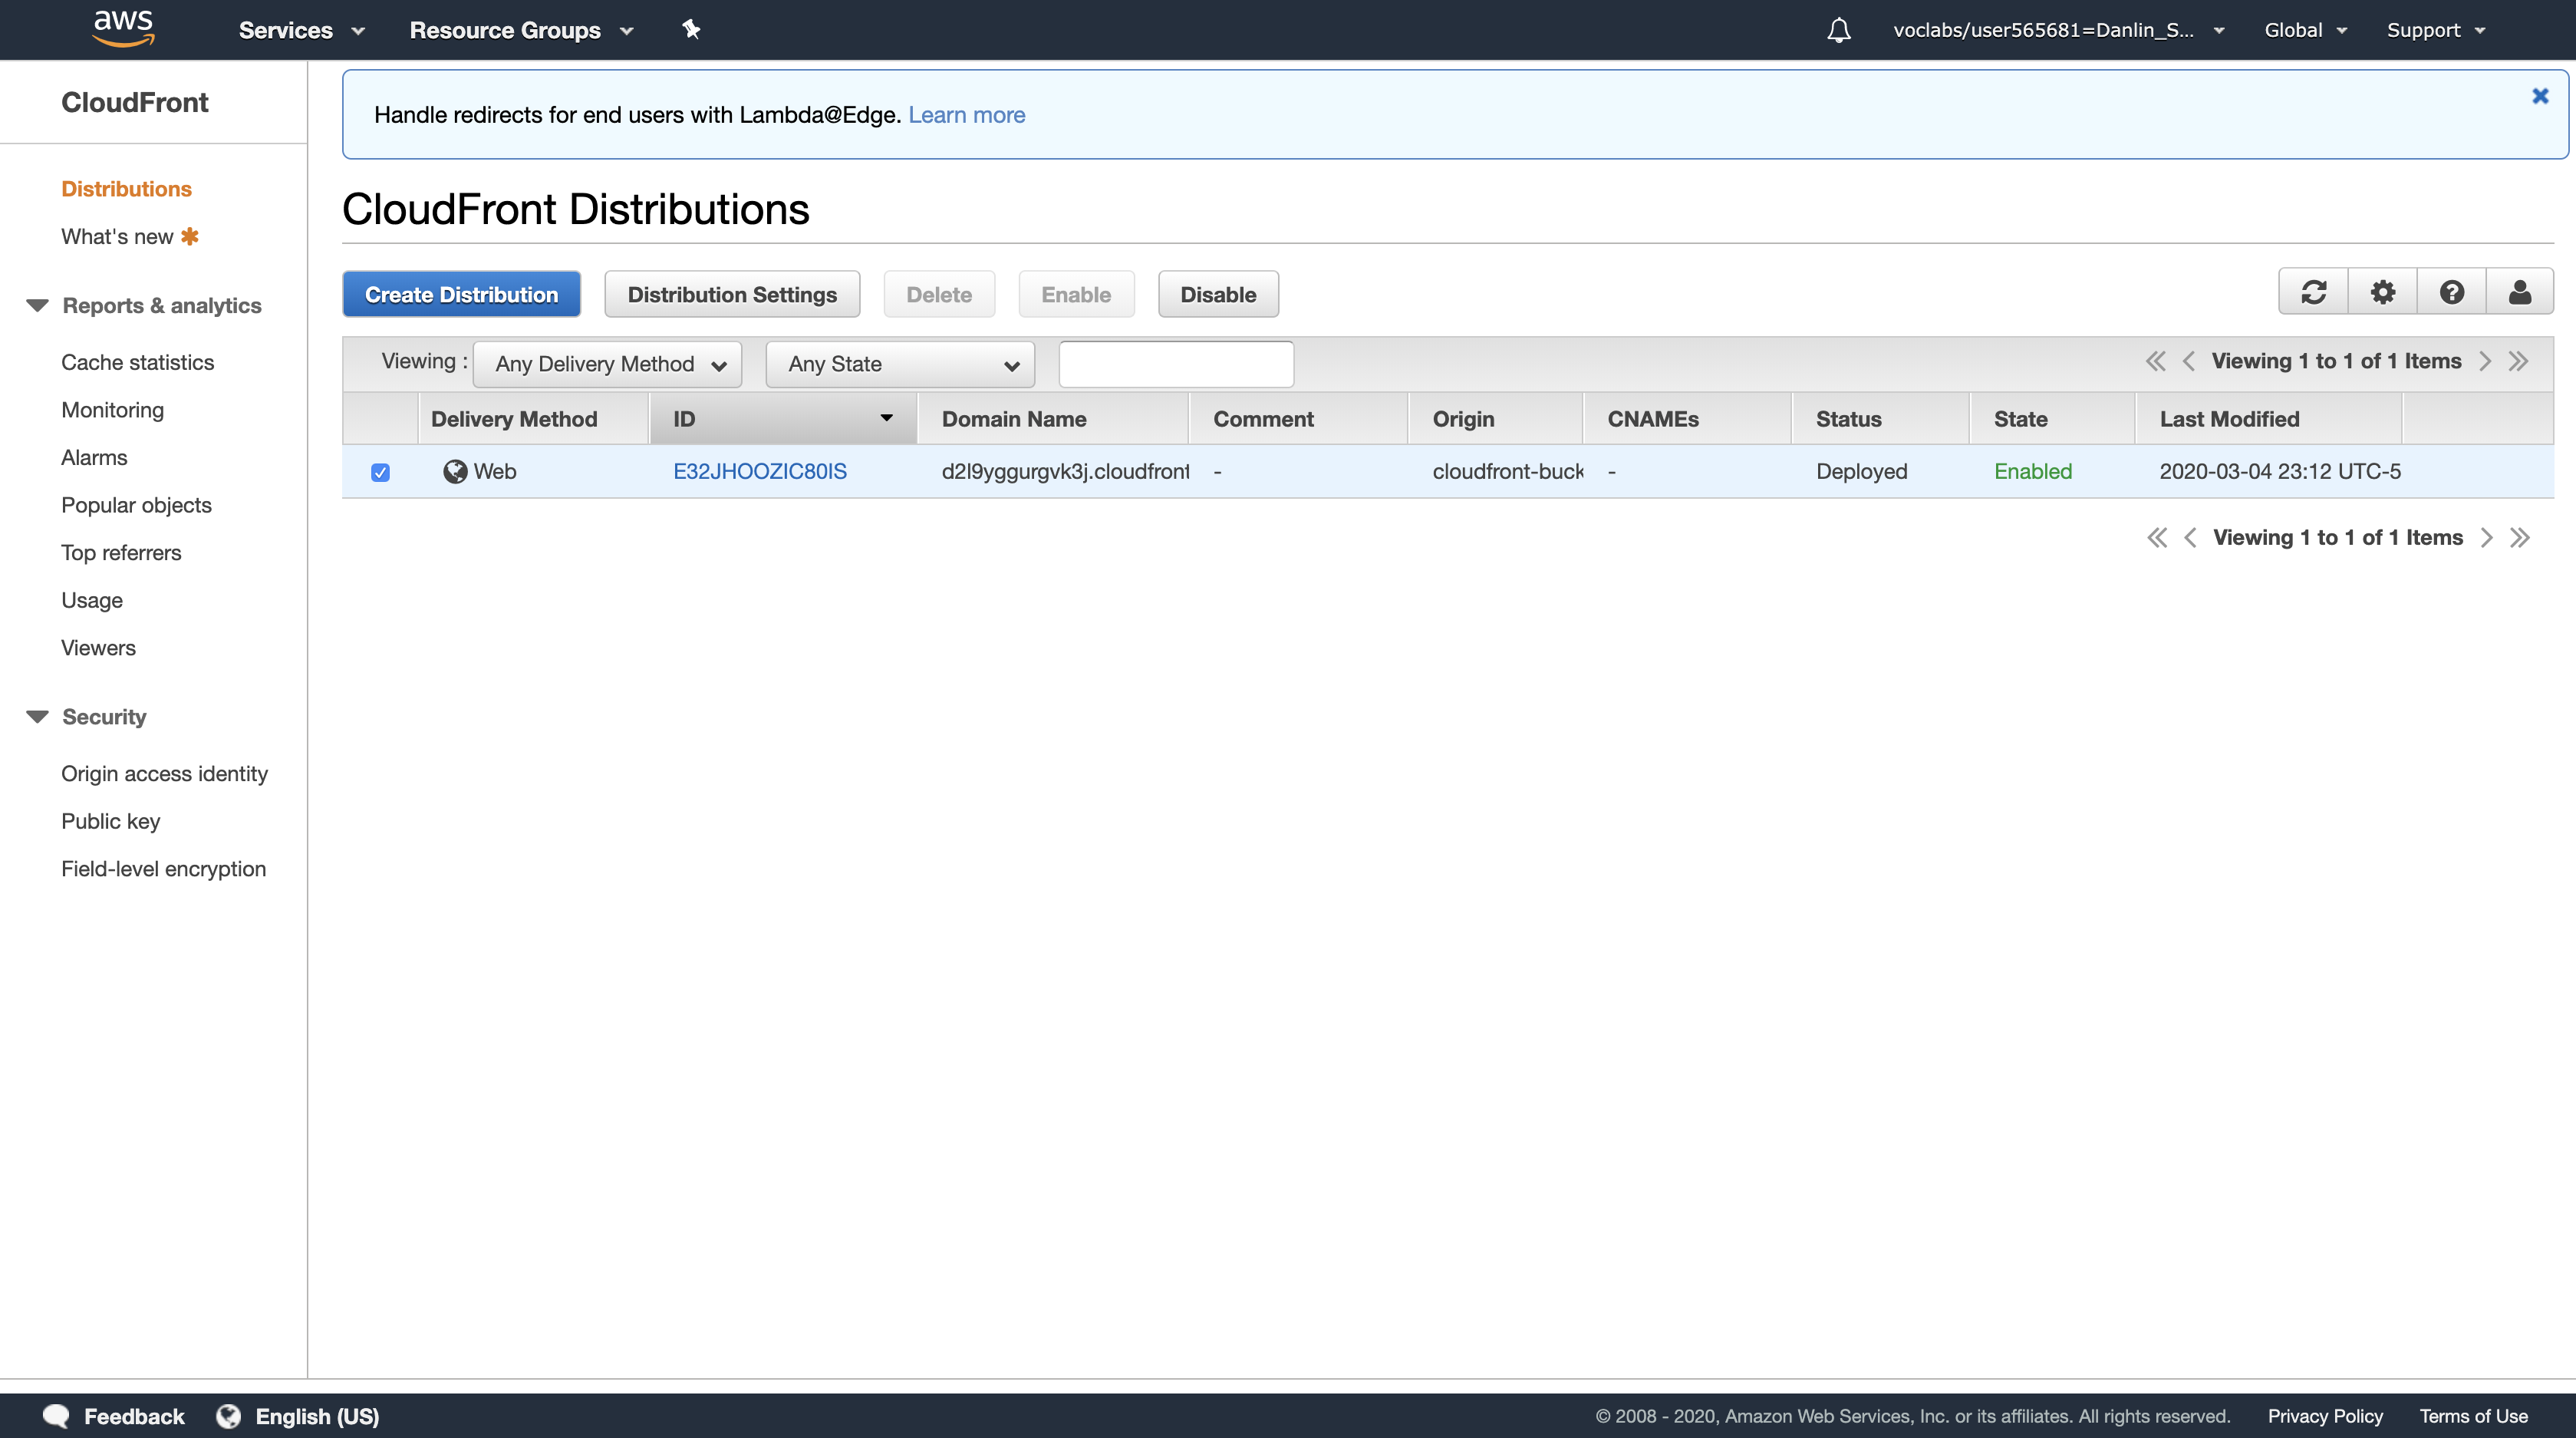 aws Services Resource Groups voclabs/user565681=Danlin_S... Global Support
CloudFront
Distributions
What's new
Reports & analytics
Cache statistics
Monitoring
Alarms
Popular objects
Top referrers
Usage
Viewers
Security
Origin access identity
Public key
Field-level encryption
Handle redirects for end users with Lambda@Edge. Learn more
CloudFront Distributions
Create Distribution Distribution Settings Delete Enable Disable
Viewing : Any Delivery Method Any State Viewing 1 to 1 of 1 Items
Delivery Method ID Domain Name Comment Origin CNAMEs Status State Last Modified
Web E32JHOOZIC80IS d2l9yggurgvk3j.cloudfront - cloudfront-buck - Deployed Enabled 2020-03-04 23:12 UTC-5
Viewing 1 to 1 of 1 Items
Feedback English (US) © 2008 - 2020, Amazon Web Services, Inc. or its affiliates. All rights reserved. Privacy Policy Terms of Use